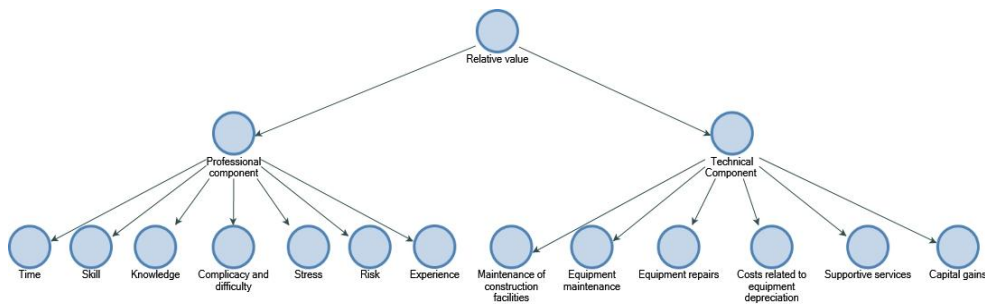 Relative value
Professional
component
Technical
Component
Time
Skill
Knowledge
Complicacy and
difficulty
Stress
Risk
Experience
Maintenance of
construction
facilities
Equipment
maintenance
Equipment repairs
Costs related to
equipment
depreciation
Supportive services
Capital gains